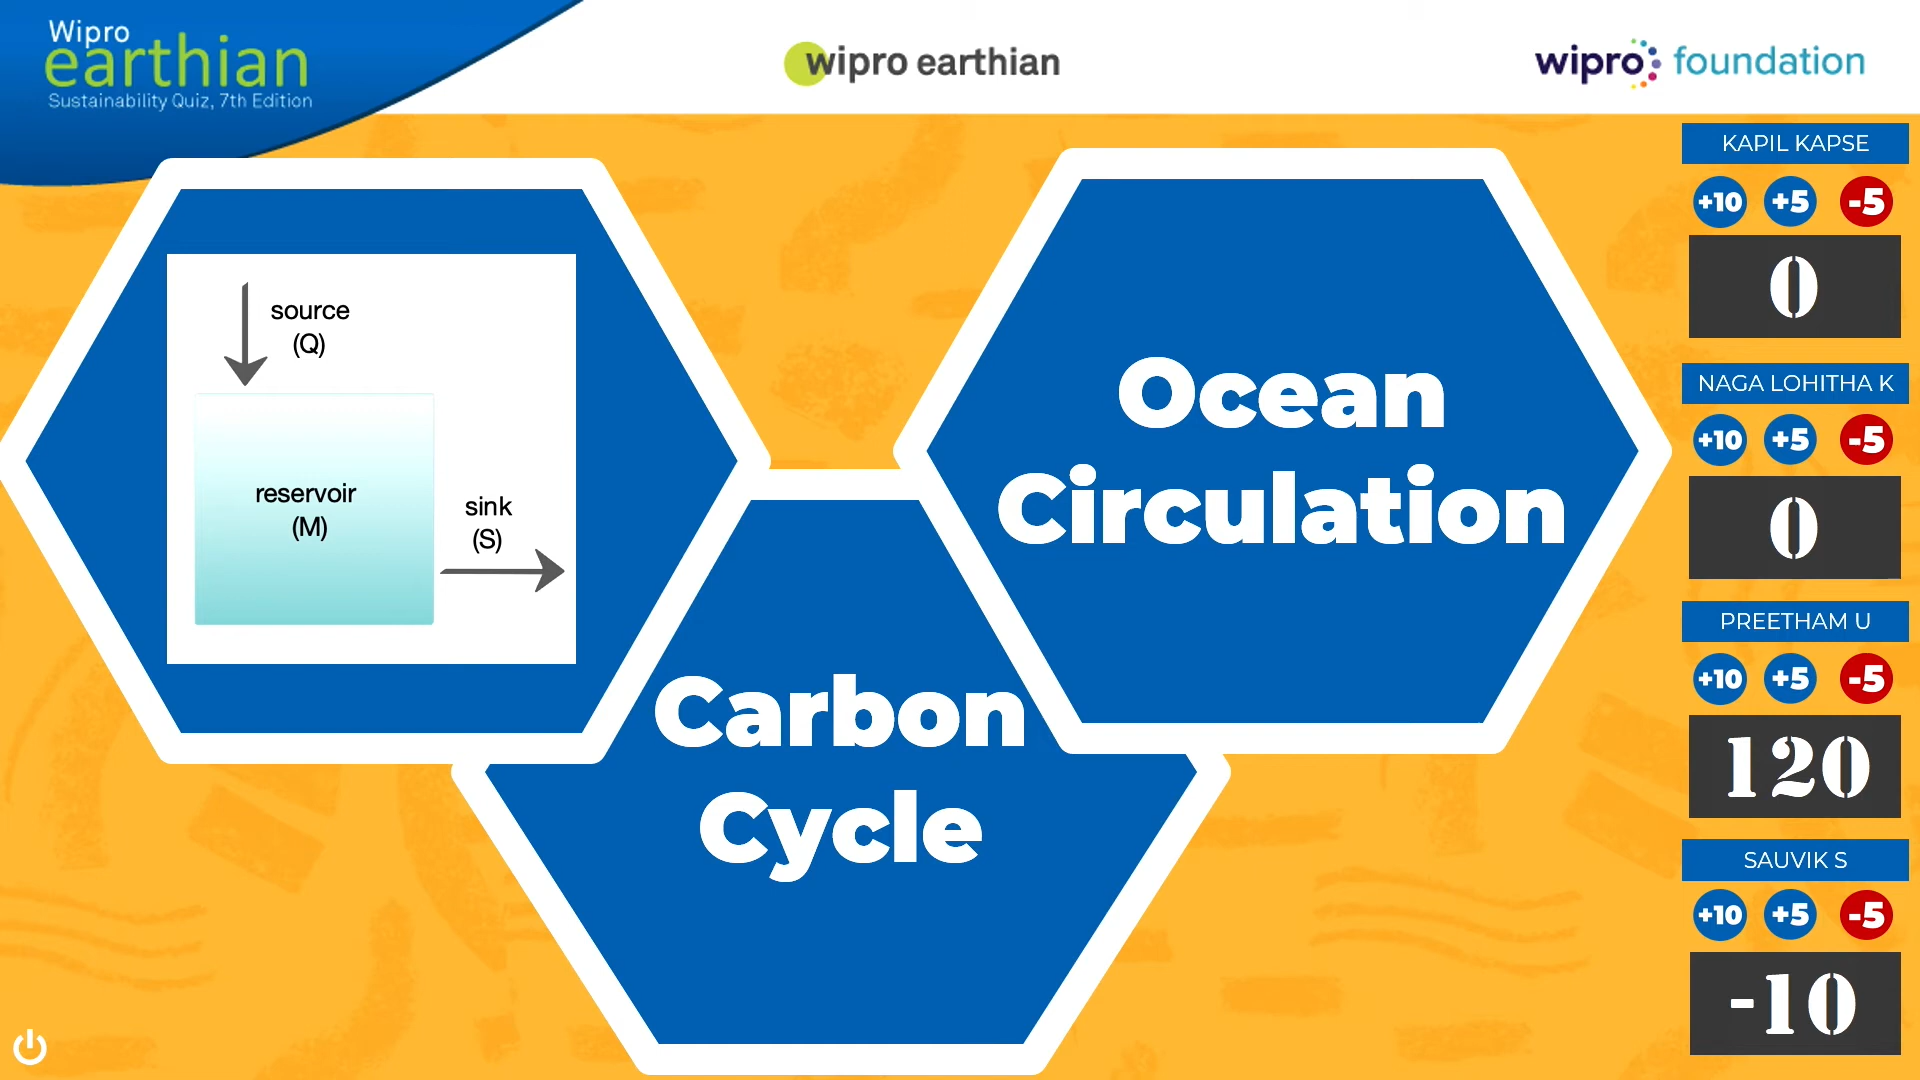 Wipro
earthian
Sustainability Quiz, 7th Edition
wipro earthian
wipro foundation
source
(Q)
reservoir
(M)
sink
(S)
Carbon
Cycle
Ocean
Circulation
KAPIL KAPSE
+10 +5 -5
0
NAGA LOHITHA K
+10 +5 -5
0
PREETHAM U
+10 +5 -5
120
SAUVIK S
+10 +5 -5
-10